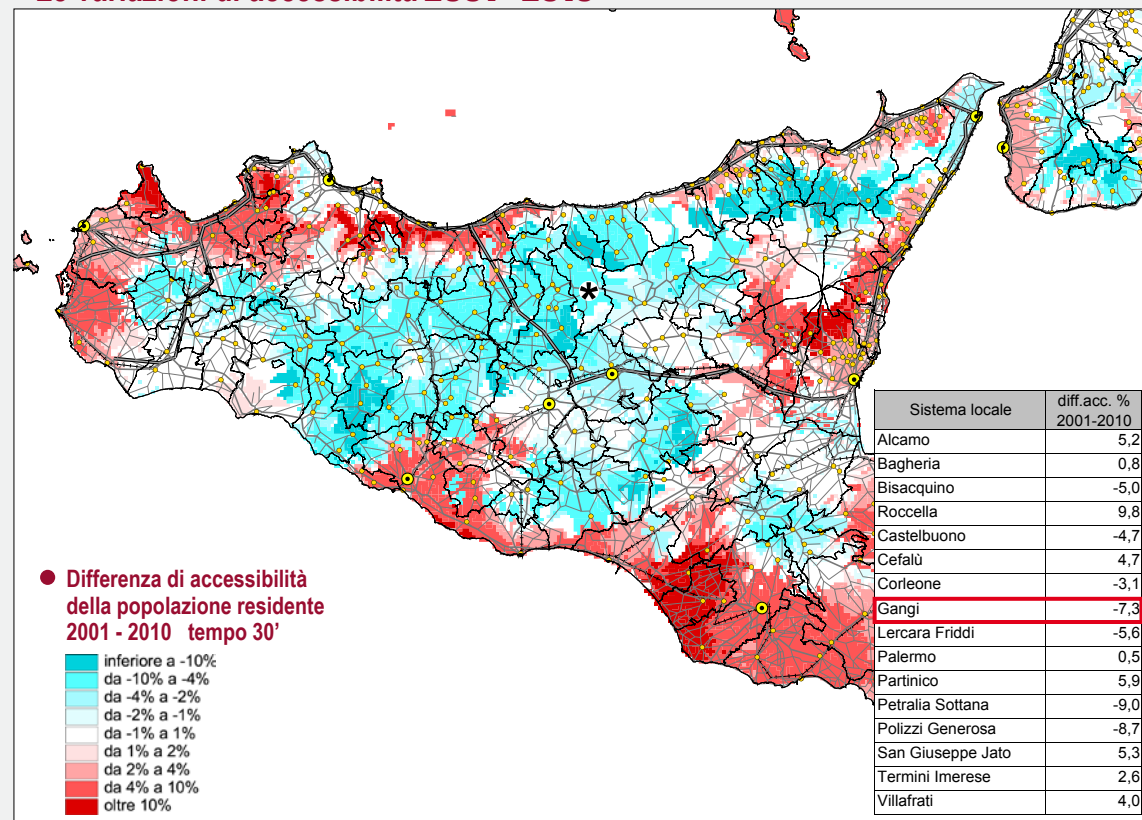 Differenza di accessibilità
della popolazione residente
2001 - 2010 tempo 30'
inferiore a -10%
da -10% a -4%
da -4% a -2%
da -2% a -1%
da -1% a 1%
da 1% a 2%
da 2% a 4%
da 4% a 10%
oltre 10%
*
Sistema locale diff.acc. % 2001-2010
Alcamo 5,2
Bagheria 0,8
Bisacquino -5,0
Roccella 9,8
Castelbuono -4,7
Cefalù 4,7
Corleone -3,1
Gangi -7,3
Lercara Friddi -5,6
Palermo 0,5
Partinico 5,9
Petralia Sottana -9,0
Polizzi Generosa -8,7
San Giuseppe Jato 5,3
Termini Imerese 2,6
Villafrati 4,0